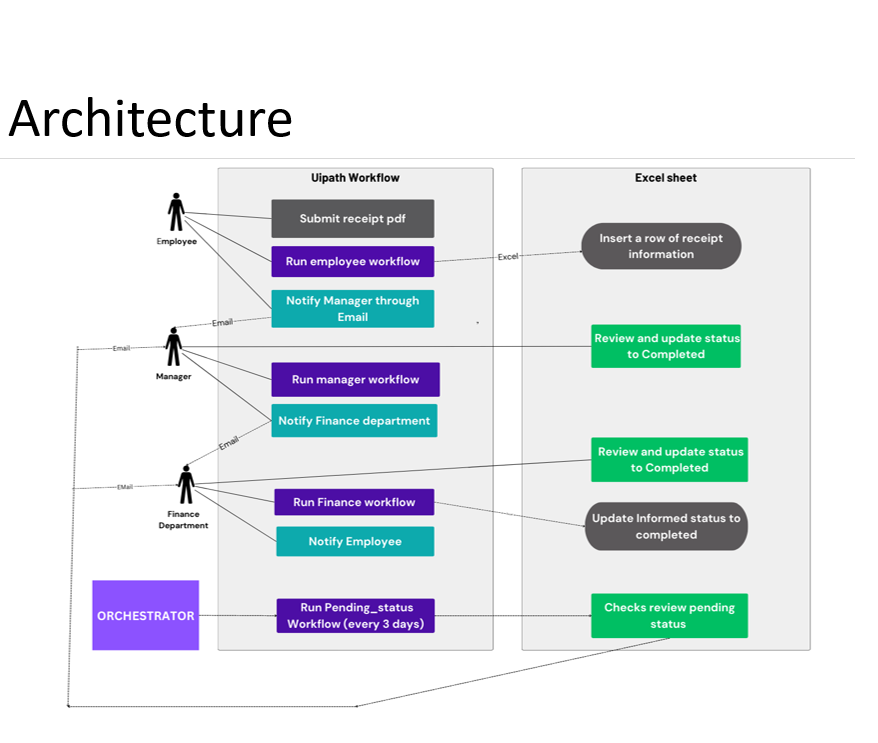 Architecture
Uipath Workflow
Excel sheet
Employee
Submit receipt pdf
Run employee workflow
Excel
Insert a row of receipt
information
Notify Manager through
Email
Email
Email
Manager
Review and update status
to Completed
Run manager workflow
Notify Finance department
Email
Review and update status
to Completed
EMail
Finance
Department
Run Finance workflow
Update Informed status to
completed
Notify Employee
ORCHESTRATOR
Run Pending_status
Workflow (every 3 days)
Checks review pending
status